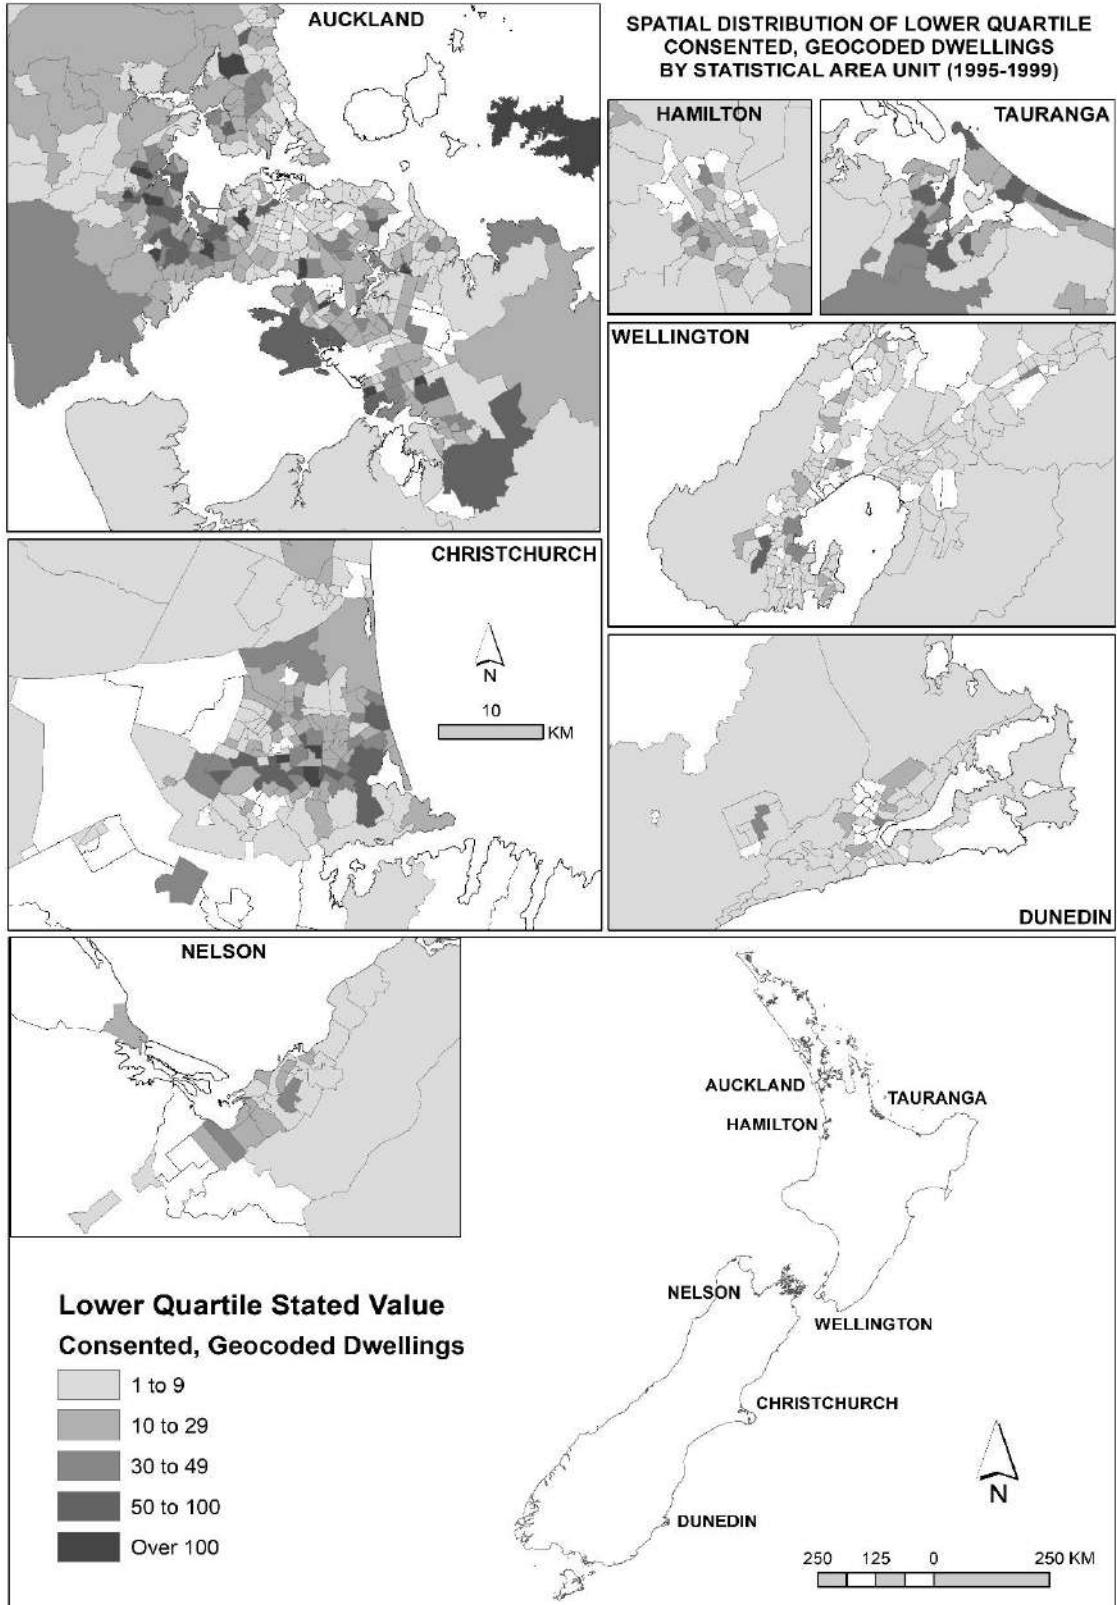 AUCKLAND
SPATIAL DISTRIBUTION OF LOWER QUARTILE
CONSENTED, GEOCODED DWELLINGS
BY STATISTICAL AREA UNIT (1995-1999)
HAMILTON
TAURANGA
WELLINGTON
CHRISTCHURCH
N
10
KM
DUNEDIN
NELSON
AUCKLAND
TAURANGA
HAMILTON
NELSON
WELLINGTON
CHRISTCHURCH
DUNEDIN
Lower Quartile Stated Value
Consented, Geocoded Dwellings
1 to 9
10 to 29
30 to 49
50 to 100
Over 100
N
250 125 0 250 KM